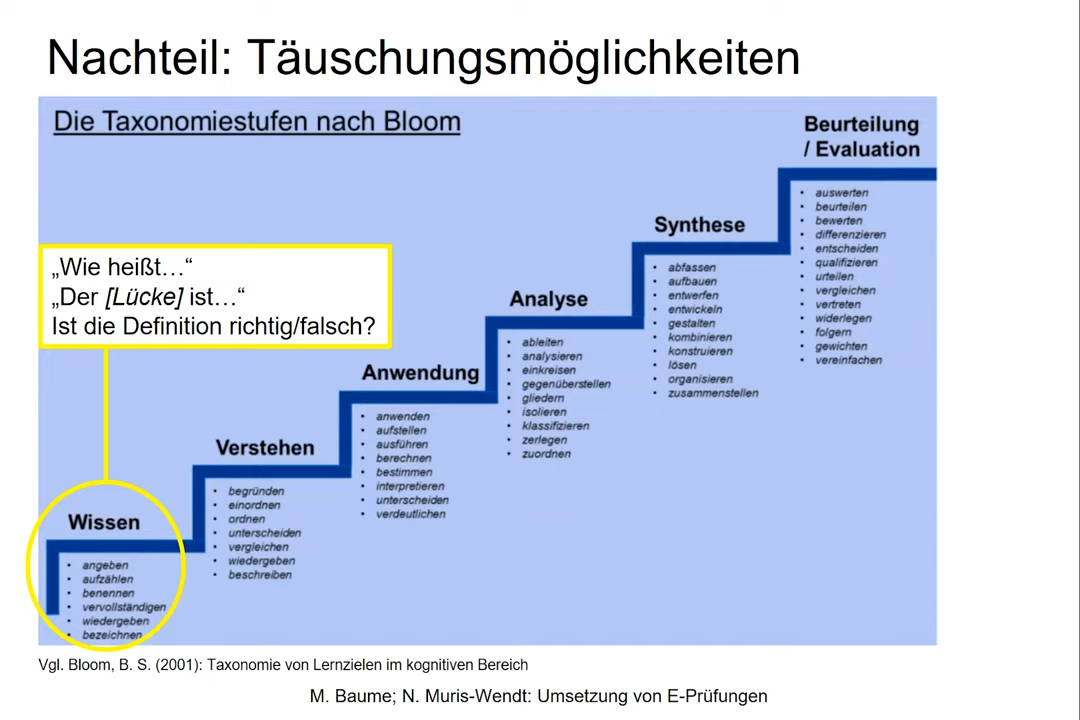 Nachteil: Täuschungsmöglichkeiten
Die Taxonomiestufen nach Bloom
„Wie heißt…“
„Der [Lücke] ist…“
Ist die Definition richtig/falsch?
Wissen
• angeben
• aufzählen
• benennen
• vervollständigen
• wiedergeben
• bezeichnen
Verstehen
• begründen
• einordnen
• ordnen
• unterscheiden
• vergleichen
• wiedergeben
• beschreiben
Anwendung
• anwenden
• aufstellen
• ausführen
• berechnen
• bestimmen
• interpretieren
• unterscheiden
• verdeutlichen
Analyse
• ableiten
• analysieren
• einkreisen
• gegenüberstellen
• gliedern
• isolieren
• klassifizieren
• zerlegen
• zuordnen
Synthese
• abfassen
• aufbauen
• entwerfen
• entwickeln
• gestalten
• kombinieren
• konstruieren
• lösen
• organisieren
• zusammenstellen
Beurteilung
/ Evaluation
• auswerten
• beurteilen
• bewerten
• differenzieren
• entscheiden
• qualifizieren
• urteilen
• vergleichen
• vertreten
• widerlegen
• folgern
• gewichten
• vereinfachen
Vgl. Bloom, B. S. (2001): Taxonomie von Lernzielen im kognitiven Bereich
M. Baume; N. Muris-Wendt: Umsetzung von E-Prüfungen